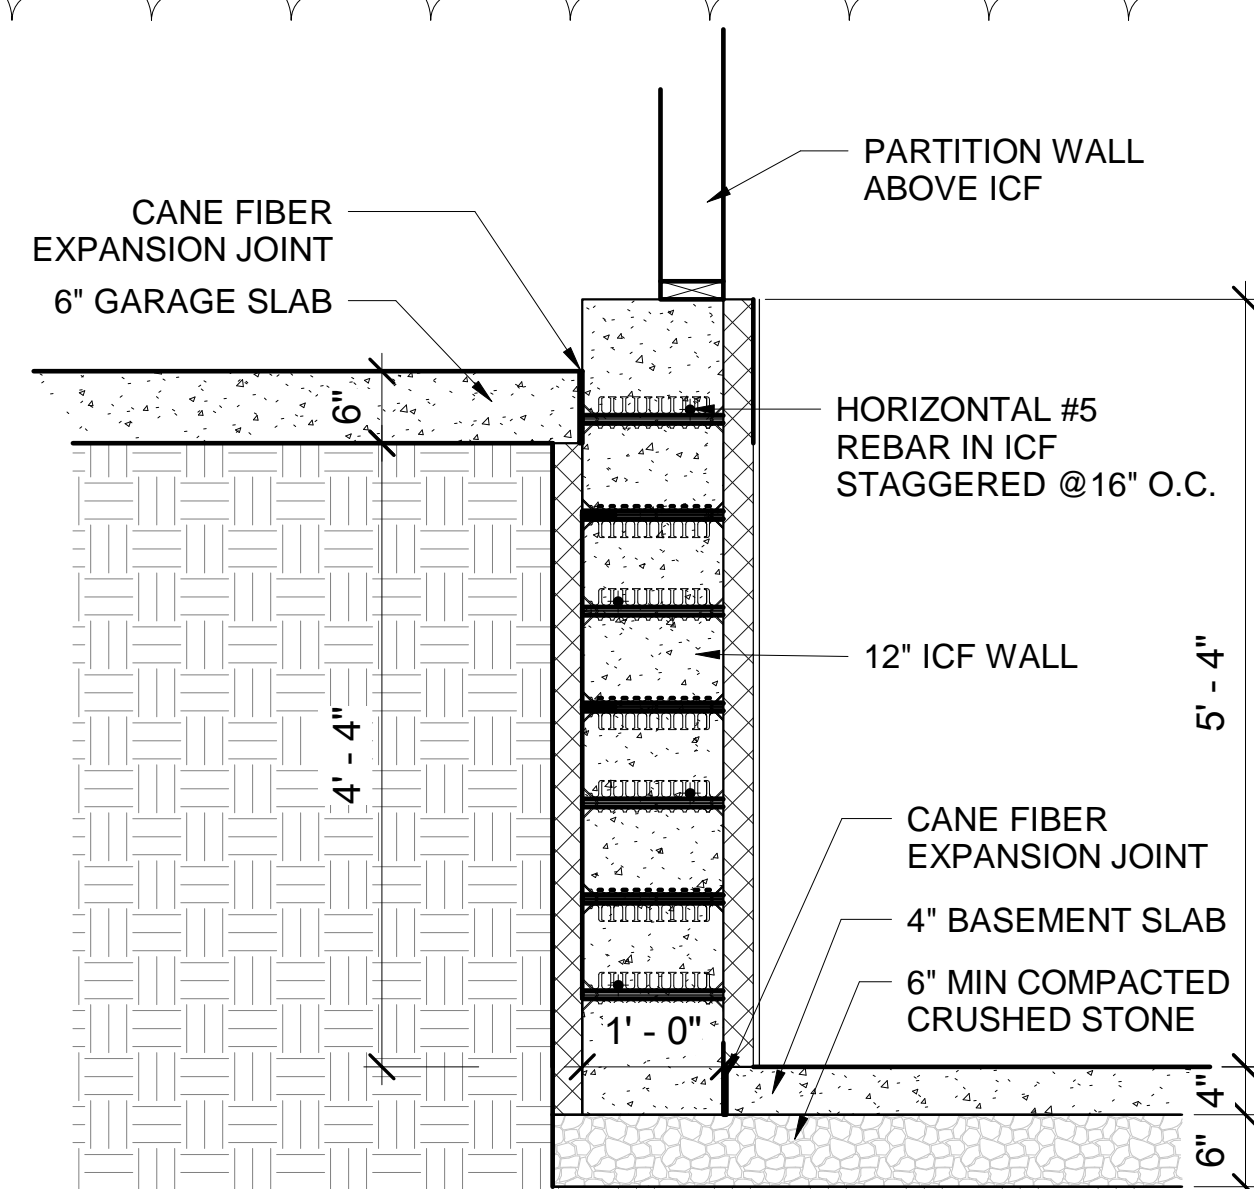 PARTITION WALL
ABOVE ICF
CANE FIBER
EXPANSION JOINT
6" GARAGE SLAB
6"
HORIZONTAL #5
REBAR IN ICF
STAGGERED @16" O.C.
12" ICF WALL
5' - 4"
4' - 4"
CANE FIBER
EXPANSION JOINT
4" BASEMENT SLAB
6" MIN COMPACTED
CRUSHED STONE
1' - 0"
4"
6"